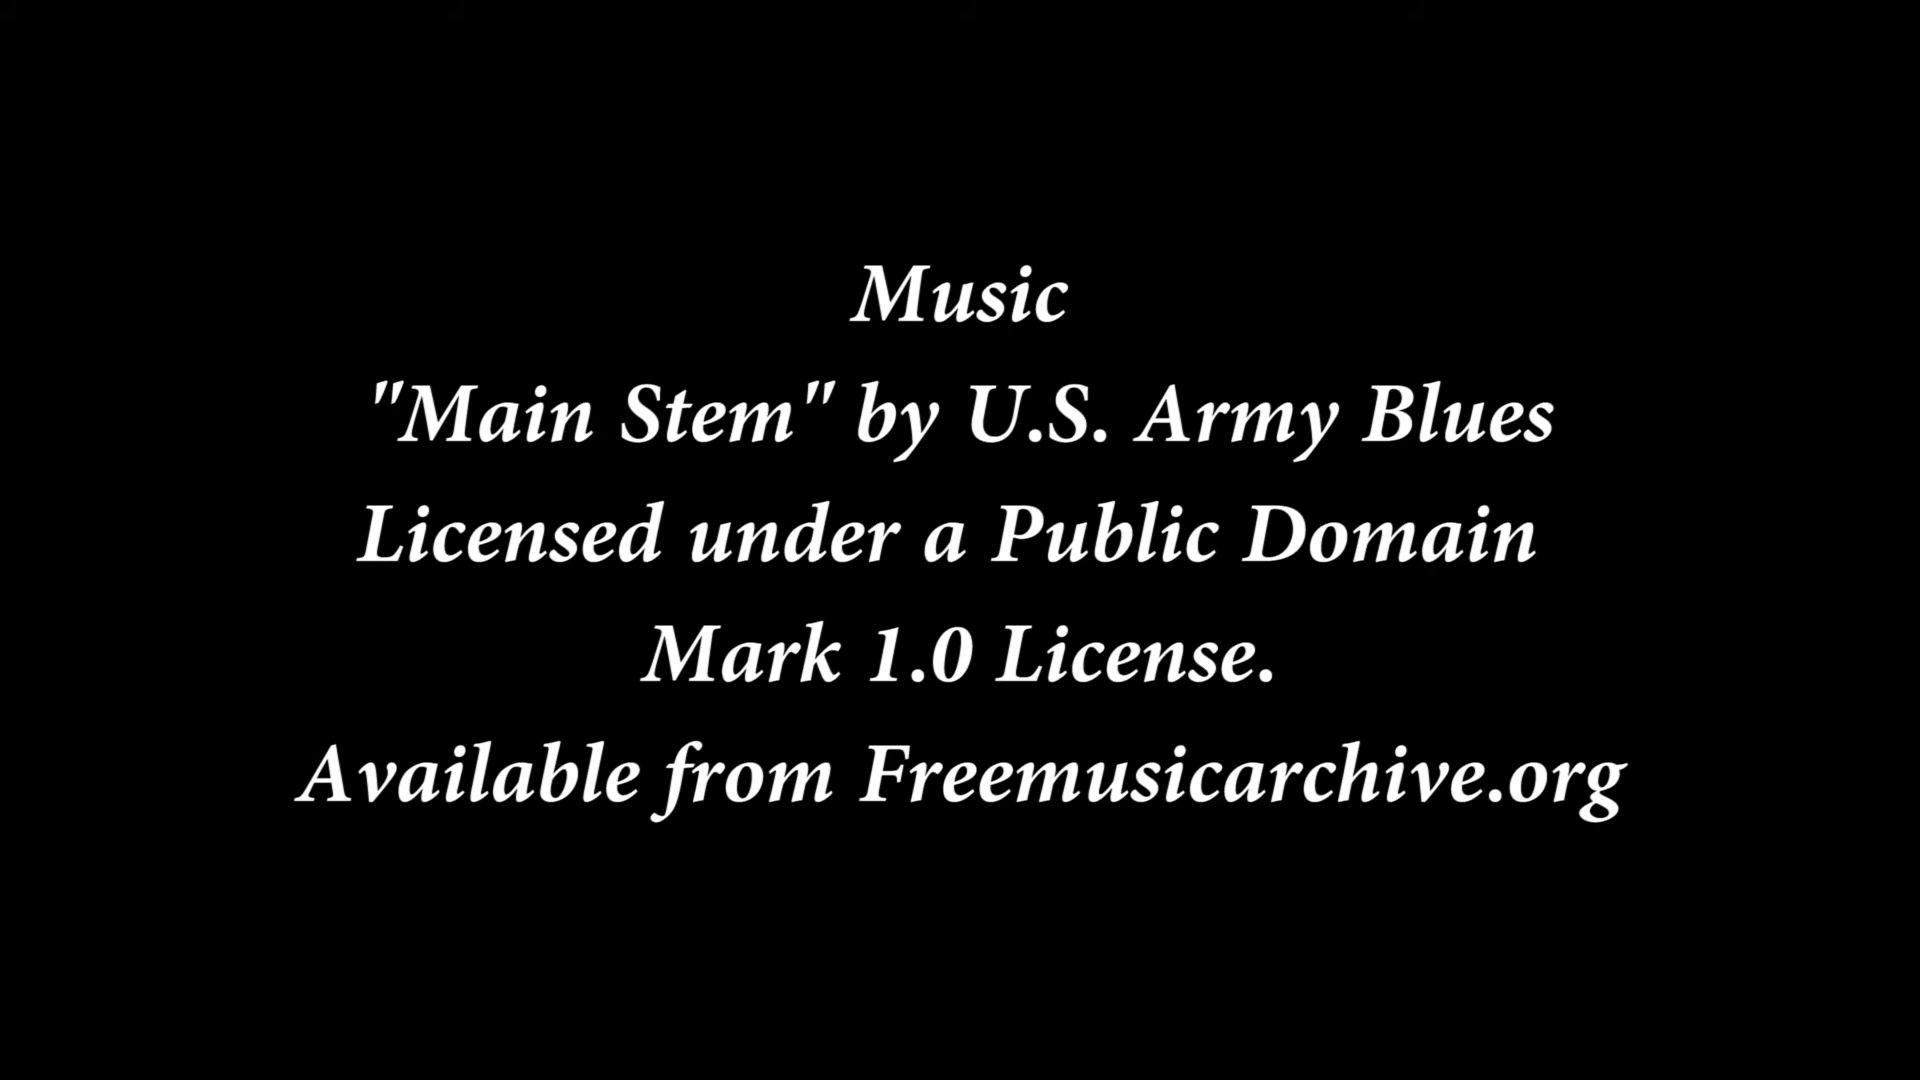 Music
"Main Stem" by U.S. Army Blues
Licensed under a Public Domain
Mark 1.0 License.
Available from Freemusicarchive.org